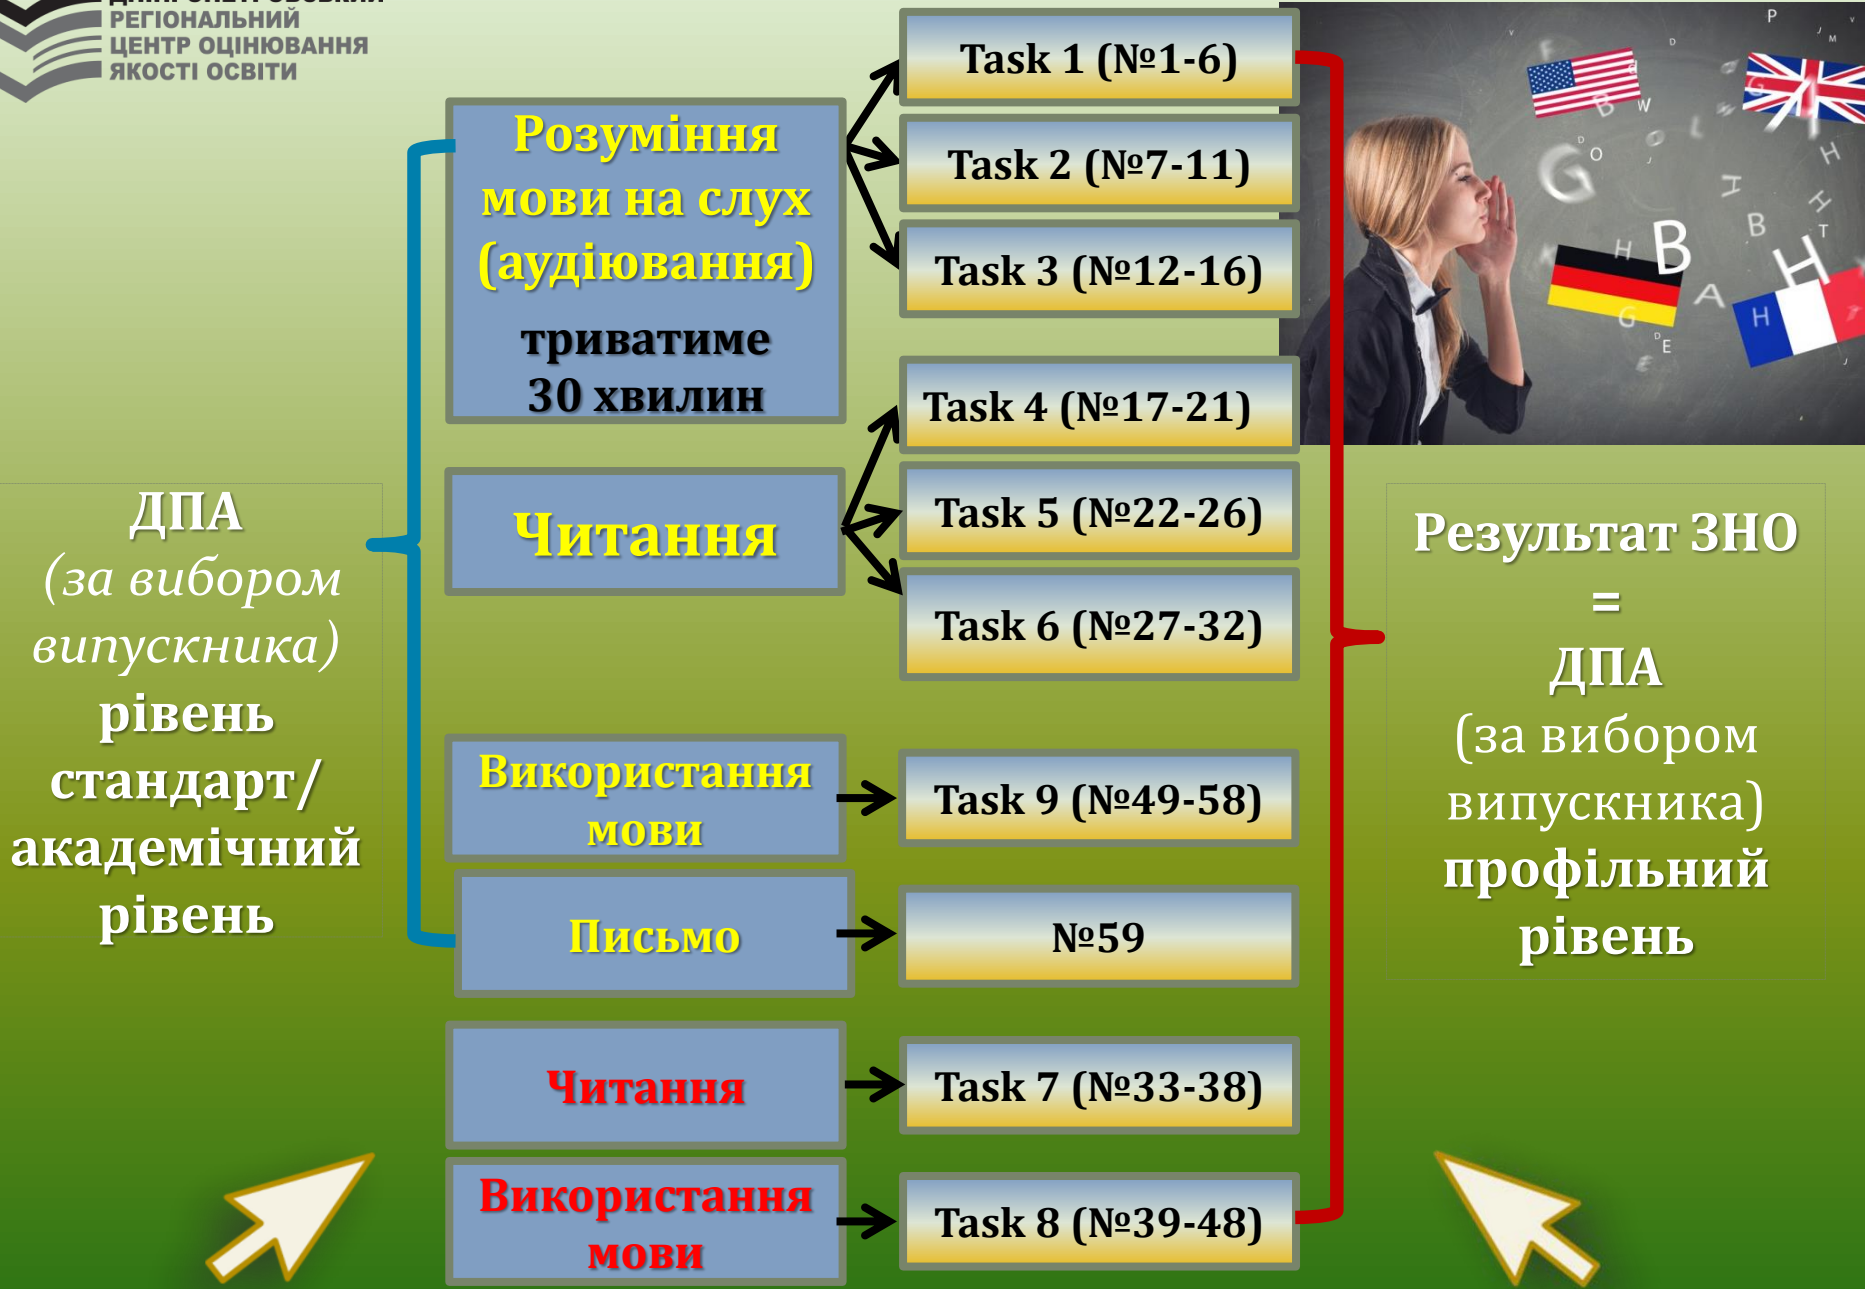 РЕГІОНАЛЬНИЙ
ЦЕНТР ОЦІНЮВАННЯ
ЯКОСТІ ОСВІТИ
ДПА
(за вибором
випускника)
рівень
стандарт/
академічний
рівень
Розуміння
мови на слух
(аудіювання)
триватиме
30 хвилин
Task 1 (№1-6)
Task 2 (№7-11)
Task 3 (№12-16)
Читання
Task 4 (№17-21)
Task 5 (№22-26)
Task 6 (№27-32)
Використання
мови
Task 9 (№49-58)
Письмо
№59
Читання
Task 7 (№33-38)
Використання
мови
Task 8 (№39-48)
Результат ЗНО
=
ДПА
(за вибором
випускника)
профільний
рівень